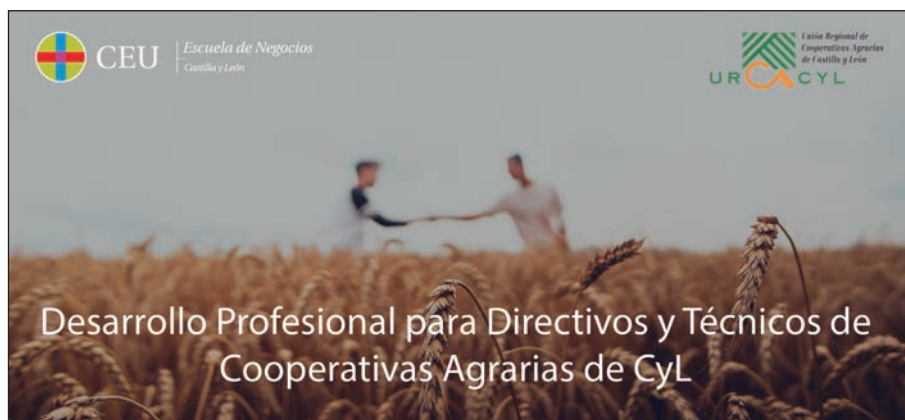 CEU
Escuela de Negocios
Castilla y León
Unión Regional de
Cooperativas Agrarias
de Castilla y León
URCACYL
Desarrollo Profesional para Directivos y Técnicos de
Cooperativas Agrarias de CyL